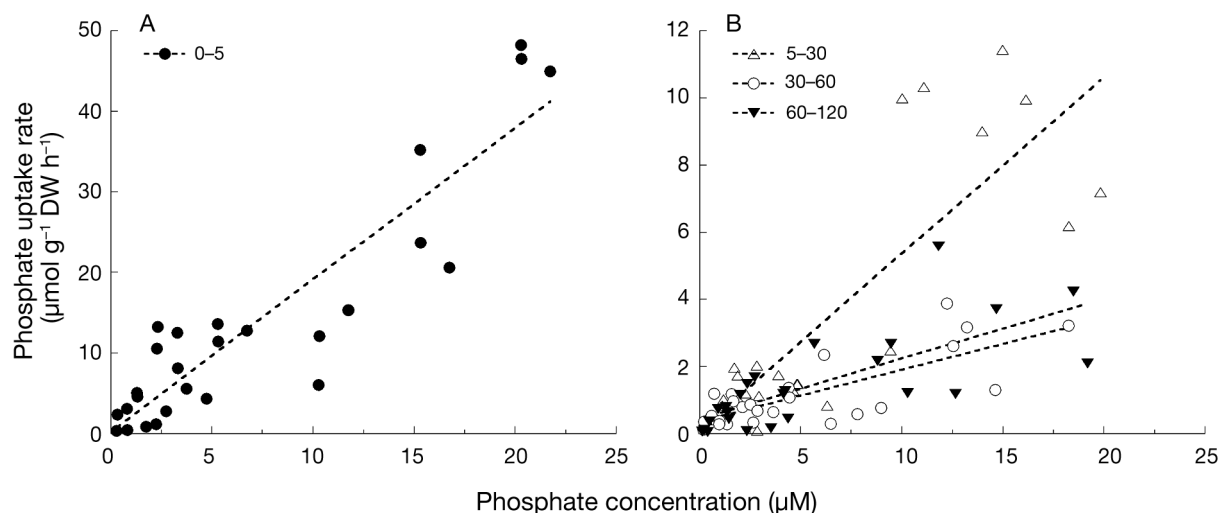 A
B
0–5
5–30
30–60
60–120
Phosphate uptake rate
(µmol g⁻¹ DW h⁻¹)
50
40
30
20
10
0
0 5 10 15 20 25
12
10
8
6
4
2
0
0 5 10 15 20 25
Phosphate concentration (µM)